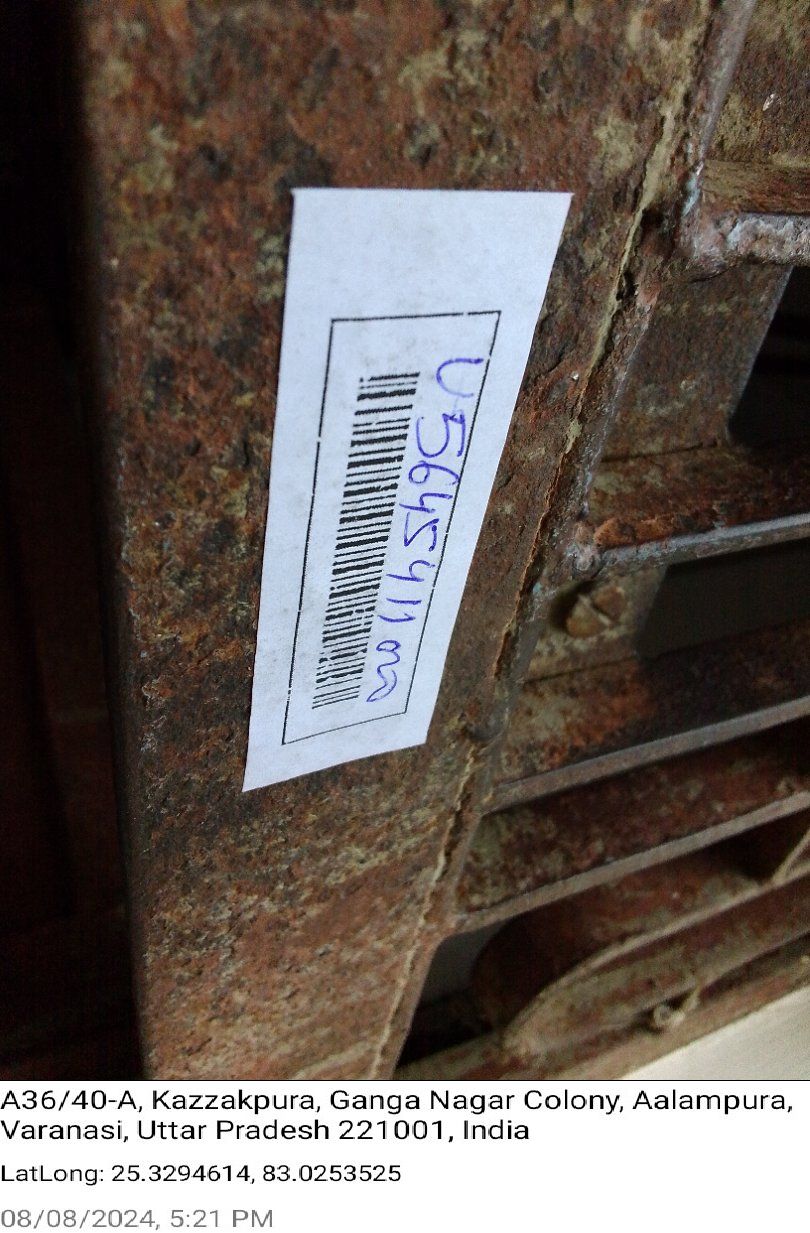 U5645411m2
A36/40-A, Kazzakpura, Ganga Nagar Colony, Aalampura,
Varanasi, Uttar Pradesh 221001, India
LatLong: 25.3294614, 83.0253525
08/08/2024, 5:21 PM